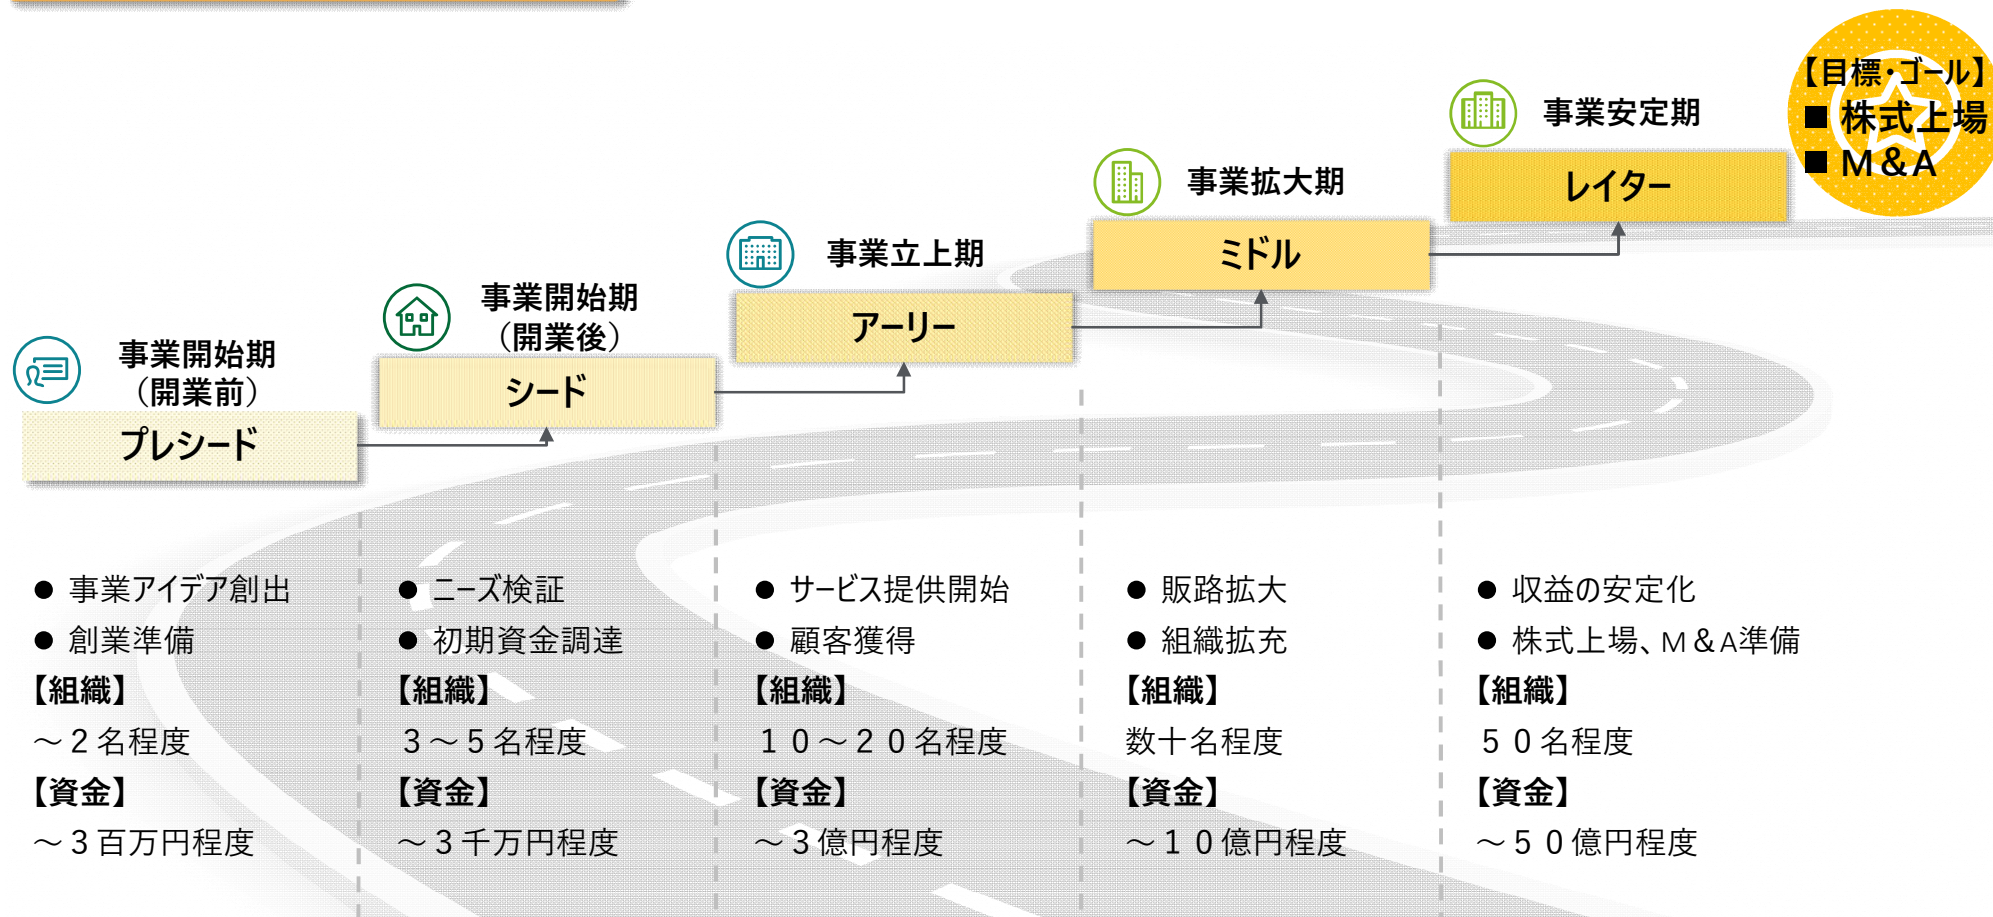 【目標・ゴール】
■ 株式上場
■ M&A
事業安定期
レイター
事業拡大期
ミドル
事業立上期
アーリー
事業開始期
（開業後）
シード
事業開始期
（開業前）
プレシード
● 事業アイデア創出
● 創業準備
【組織】
～２名程度
【資金】
～３百万円程度
● ニーズ検証
● 初期資金調達
【組織】
３～５名程度
【資金】
～３千万円程度
● サービス提供開始
● 顧客獲得
【組織】
１０～２０名程度
【資金】
～３億円程度
● 販路拡大
● 組織拡充
【組織】
数十名程度
【資金】
～１０億円程度
● 収益の安定化
● 株式上場、M＆A準備
【組織】
５０名程度
【資金】
～５０億円程度